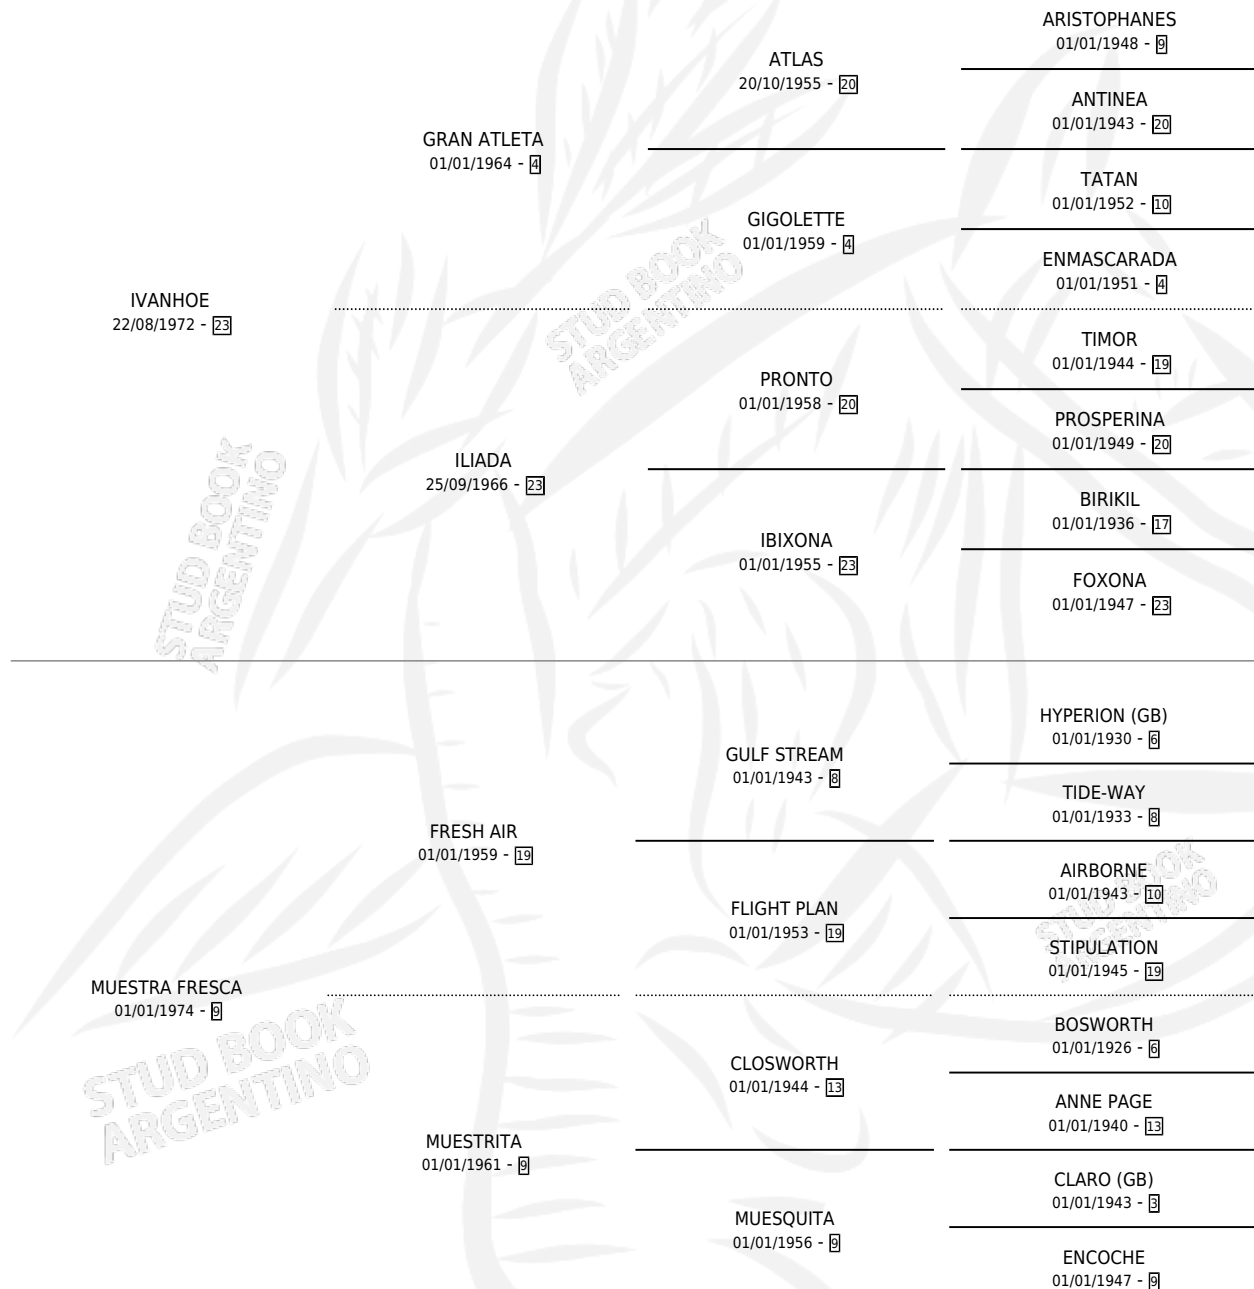 ARISTOPHANES
01/01/1948 - 9
ATLAS
20/10/1955 - 20
ANTINEA
01/01/1943 - 20
GRAN ATLETA
01/01/1964 - 4
TATAN
01/01/1952 - 10
GIGOLETTE
01/01/1959 - 4
ENMASCARADA
01/01/1951 - 4
IVANHOE
22/08/1972 - 23
TIMOR
01/01/1944 - 19
PRONTO
01/01/1958 - 20
PROSPERINA
01/01/1949 - 20
ILIADA
25/09/1966 - 23
BIRIKIL
01/01/1936 - 17
IBIXONA
01/01/1955 - 23
FOXONA
01/01/1947 - 23
STUD BOOK
ARGENTINO
STUD BOOK
ARGENTINO
HYPERION (GB)
01/01/1930 - 6
GULF STREAM
01/01/1943 - 8
TIDE-WAY
01/01/1933 - 8
FRESH AIR
01/01/1959 - 19
AIRBORNE
01/01/1943 - 10
FLIGHT PLAN
01/01/1953 - 19
STIPULATION
01/01/1945 - 19
STUD BOOK
ARGENTINO
MUESTRA FRESCA
01/01/1974 - 9
BOSWORTH
01/01/1926 - 6
CLOSWORTH
01/01/1944 - 13
ANNE PAGE
01/01/1940 - 13
MUESTRITA
01/01/1961 - 9
CLARO (GB)
01/01/1943 - 3
MUESQUITA
01/01/1956 - 9
ENCOCHE
01/01/1947 - 9
STUD BOOK
ARGENTINO